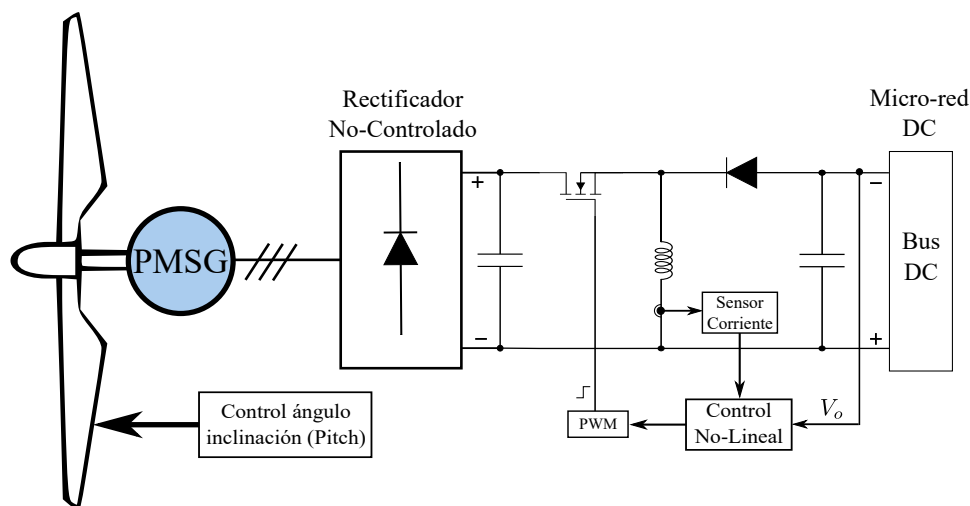 Rectificador
No-Controlado
Micro-red
DC
PMSG
+
−
−
+
Bus
DC
Sensor
Corriente
Control ángulo
inclinación (Pitch)
PWM
Control
No-Lineal
V_o